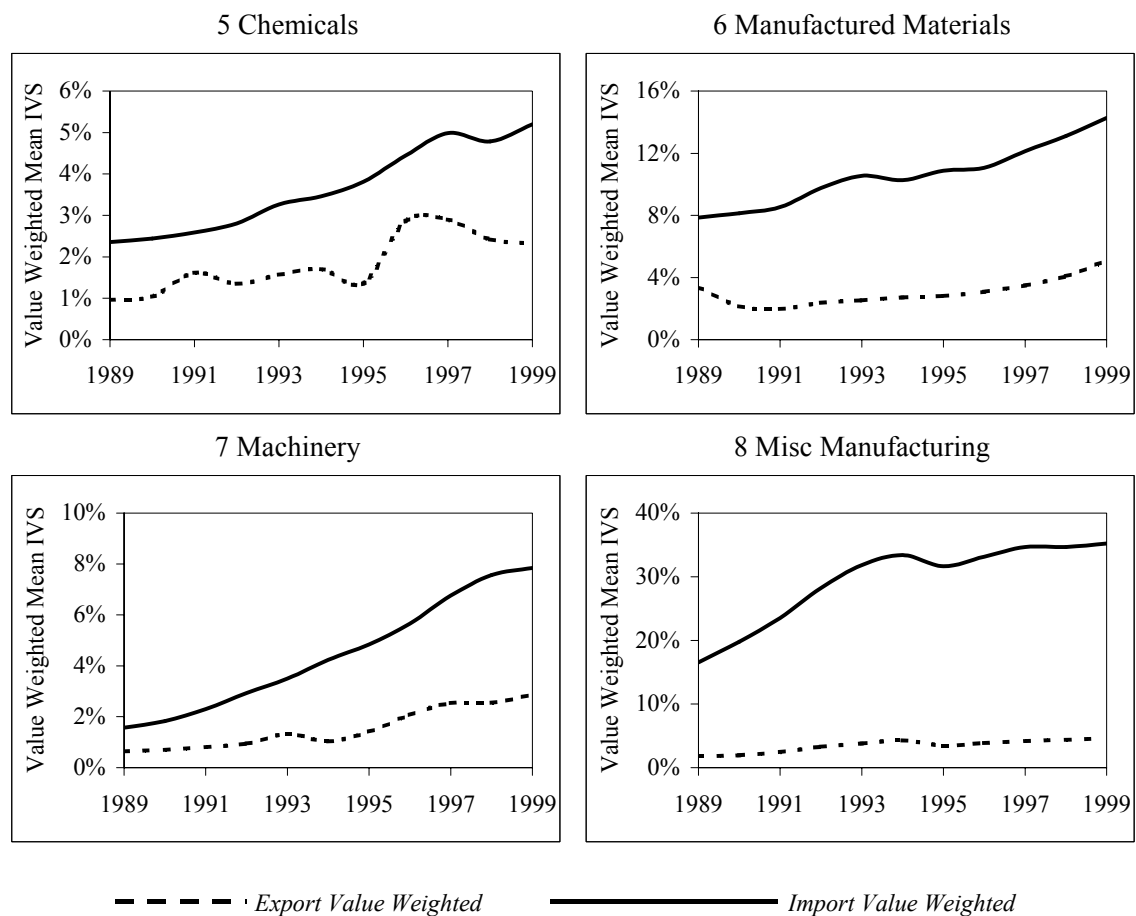 5 Chemicals
Value Weighted Mean IVS
6%
5%
4%
3%
2%
1%
0%
1989 1991 1993 1995 1997 1999
6 Manufactured Materials
Value Weighted Mean IVS
16%
12%
8%
4%
0%
1989 1991 1993 1995 1997 1999
7 Machinery
Value Weighted Mean IVS
10%
8%
6%
4%
2%
0%
1989 1991 1993 1995 1997 1999
8 Misc Manufacturing
Value Weighted Mean IVS
40%
30%
20%
10%
0%
1989 1991 1993 1995 1997 1999
Export Value Weighted Import Value Weighted